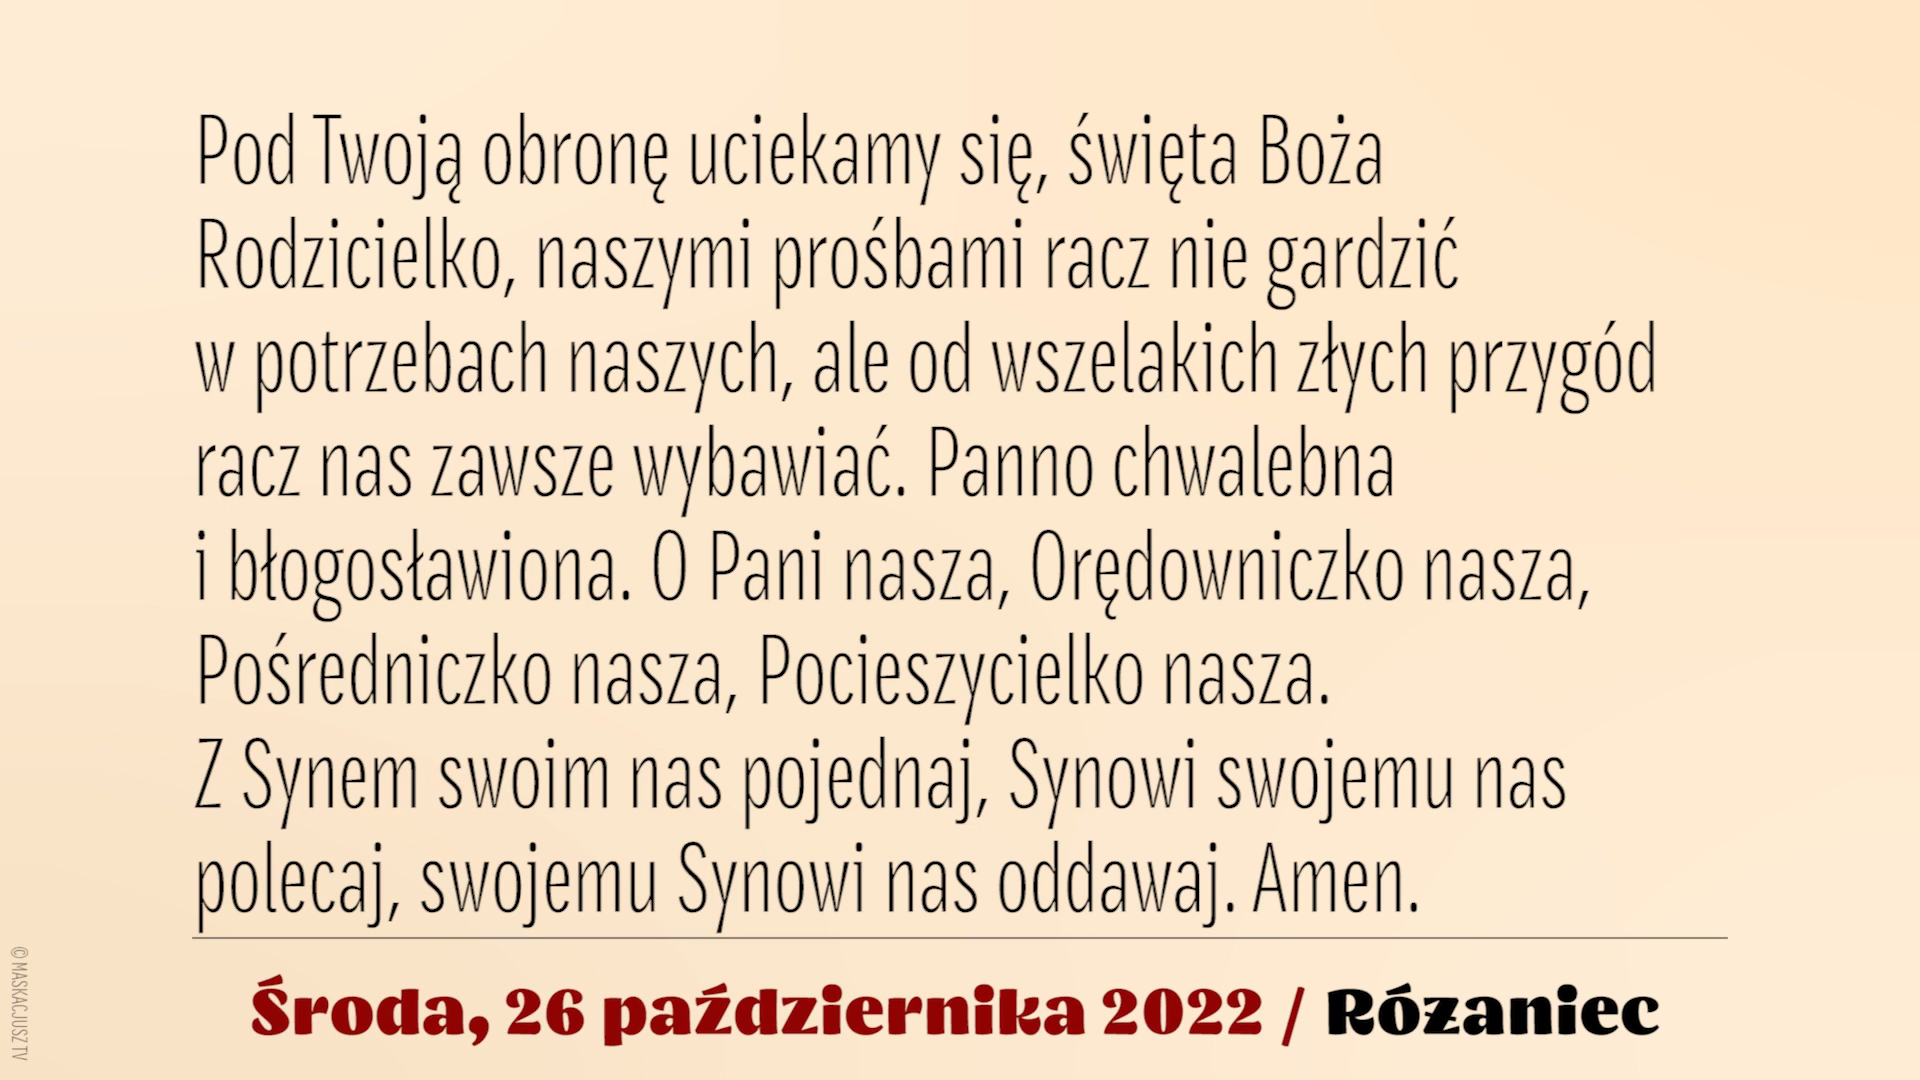 Pod Twoją obronę uciekamy się, święta Boża
Rodzicielko, naszymi prośbami racz nie gardzić
w potrzebach naszych, ale od wszelakich złych przygód
racz nas zawsze wybawiać. Panno chwalebna
i błogosławiona. O Pani nasza, Orędowniczko nasza,
Pośredniczko nasza, Pocieszycielko nasza.
Z Synem swoim nas pojednaj, Synowi swojemu nas
polecaj, swojemu Synowi nas oddawaj. Amen.
Środa, 26 października 2022 / Różaniec
© MASKACJUSZ TV